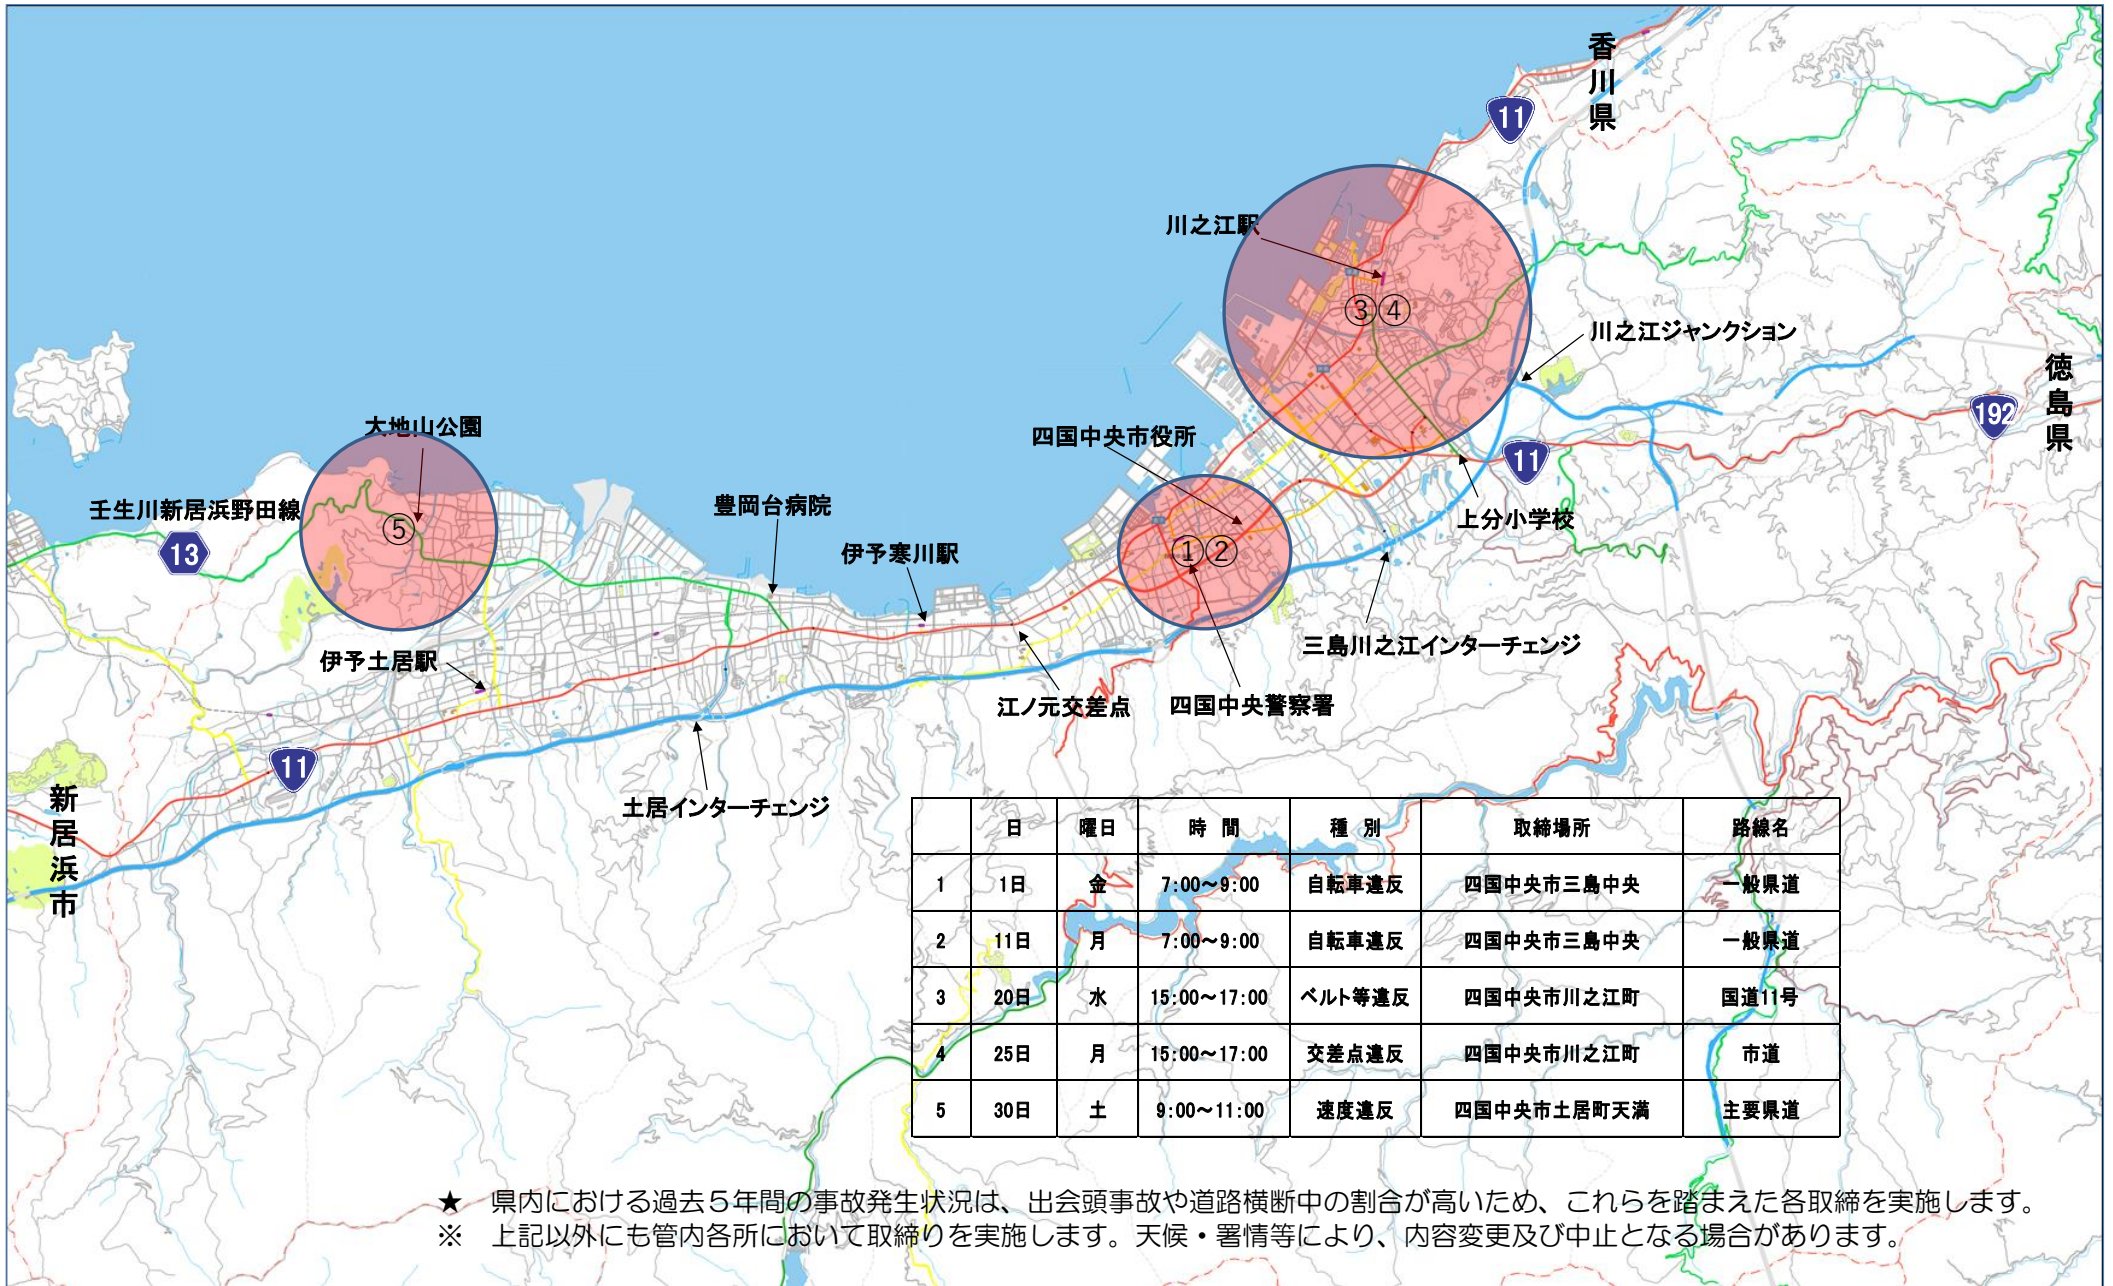 香川県
11
川之江駅
③④
川之江ジャンクション
徳島県
192
大地山公園
四国中央市役所
11
壬生川新居浜野田線
⑤
豊岡台病院
上分小学校
13
伊予寒川駅
①②
三島川之江インターチェンジ
伊予土居駅
江ノ元交差点
四国中央警察署
11
新居浜市
土居インターチェンジ
日 曜日 時 間 種 別 取締場所 路線名
1 1日 金 7:00～9:00 自転車違反 四国中央市三島中央 一般県道
2 11日 月 7:00～9:00 自転車違反 四国中央市三島中央 一般県道
3 20日 水 15:00～17:00 ベルト等違反 四国中央市川之江町 国道11号
4 25日 月 15:00～17:00 交差点違反 四国中央市川之江町 市道
5 30日 土 9:00～11:00 速度違反 四国中央市土居町天満 主要県道
★ 県内における過去５年間の事故発生状況は、出会頭事故や道路横断中の割合が高いため、これらを踏まえた各取締を実施します。
※ 上記以外にも管内各所において取締りを実施します。天候・署情等により、内容変更及び中止となる場合があります。